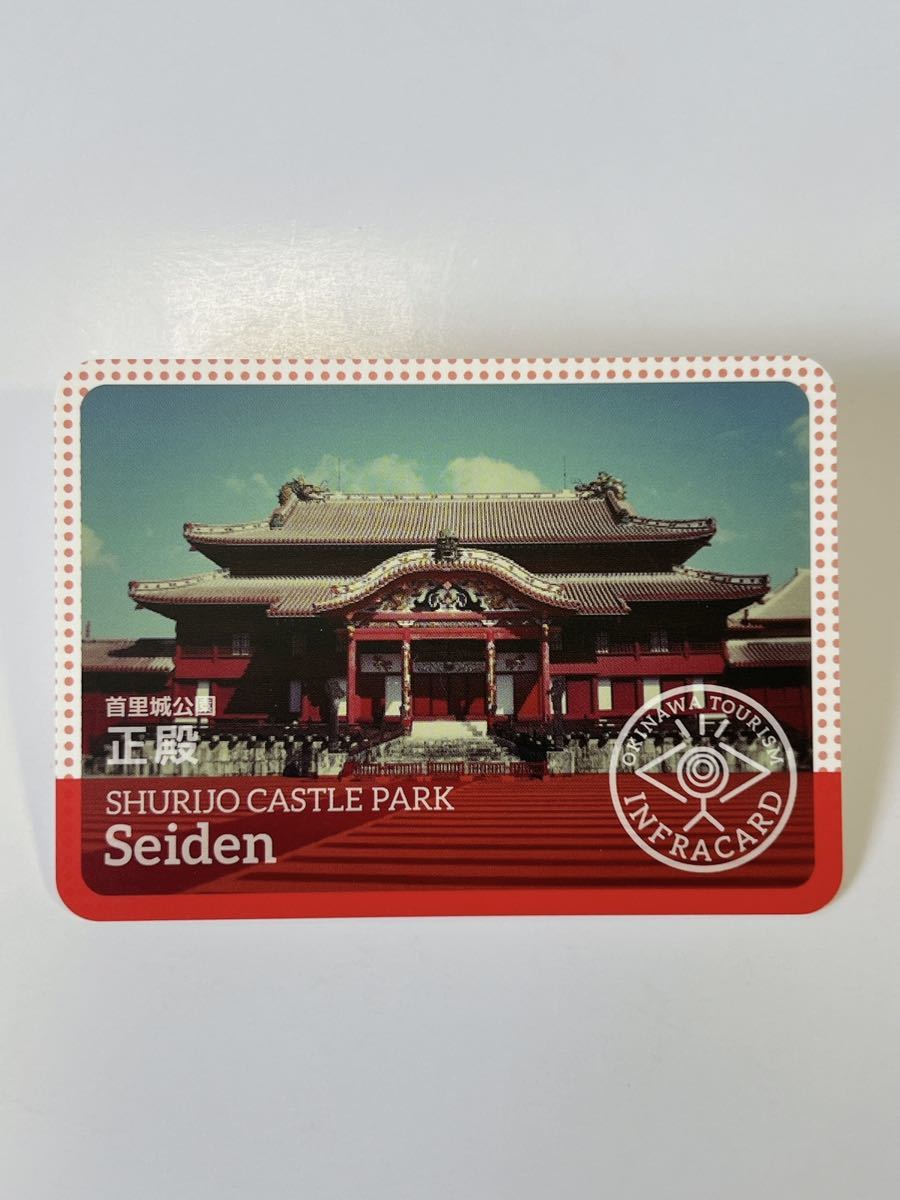 首里城公園
正殿
SHURIJO CASTLE PARK
Seiden
OKINAWA TOURISM
INFRACARD